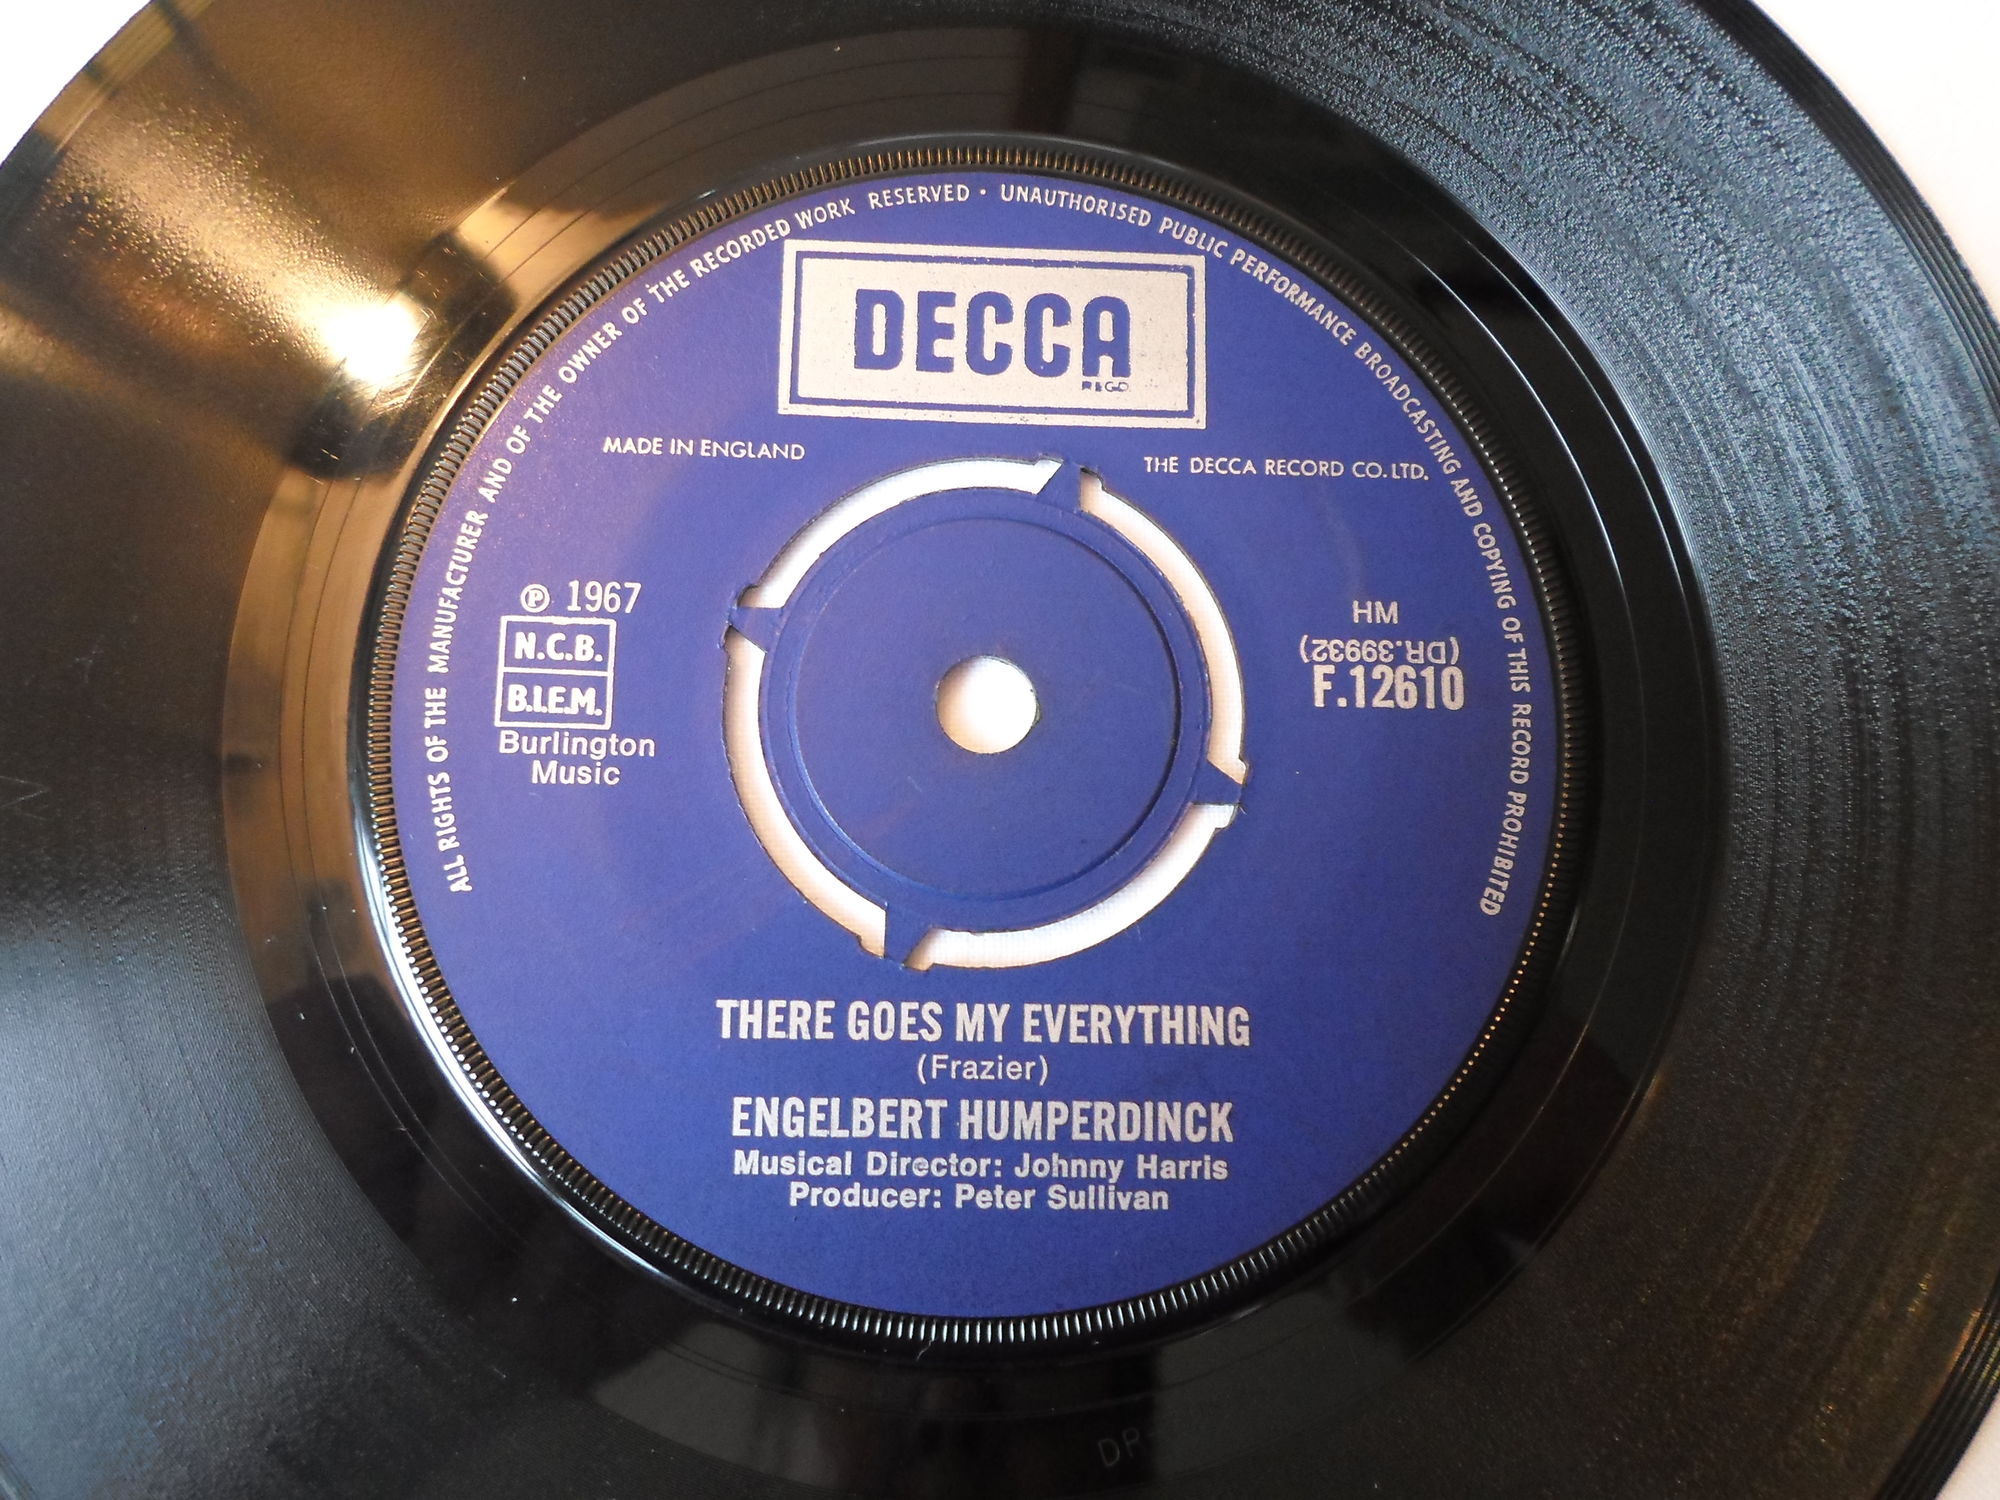 ALL RIGHTS OF THE MANUFACTURER AND OF THE OWNER OF THE RECORDED WORK RESERVED · UNAUTHORISED PUBLIC PERFORMANCE BROADCASTING AND COPYING OF THIS RECORD PROHIBITED
DECCA
REGD
MADE IN ENGLAND
THE DECCA RECORD CO. LTD.
℗ 1967
N.C.B.
B.I.E.M.
Burlington
Music
HM
(DR.39932)
F.12610
THERE GOES MY EVERYTHING
(Frazier)
ENGELBERT HUMPERDINCK
Musical Director: Johnny Harris
Producer: Peter Sullivan